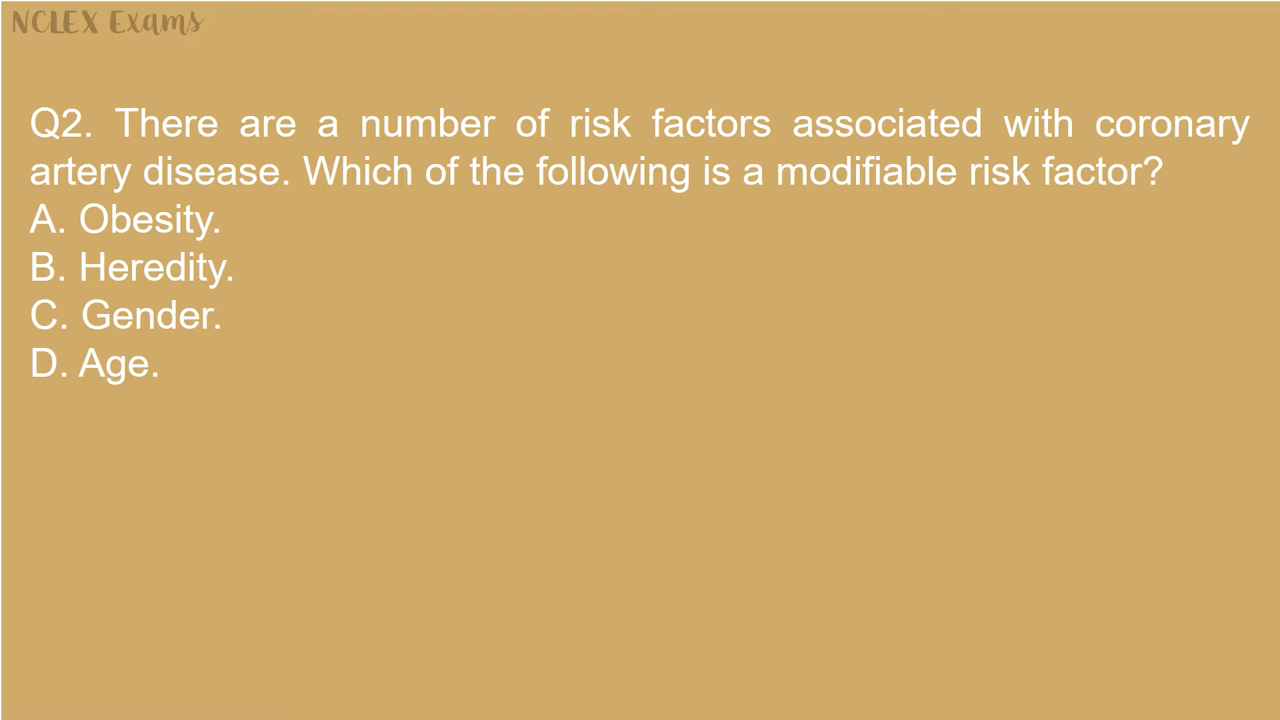 NCLEX Exams
Q2. There are a number of risk factors associated with coronary
artery disease. Which of the following is a modifiable risk factor?
A. Obesity.
B. Heredity.
C. Gender.
D. Age.